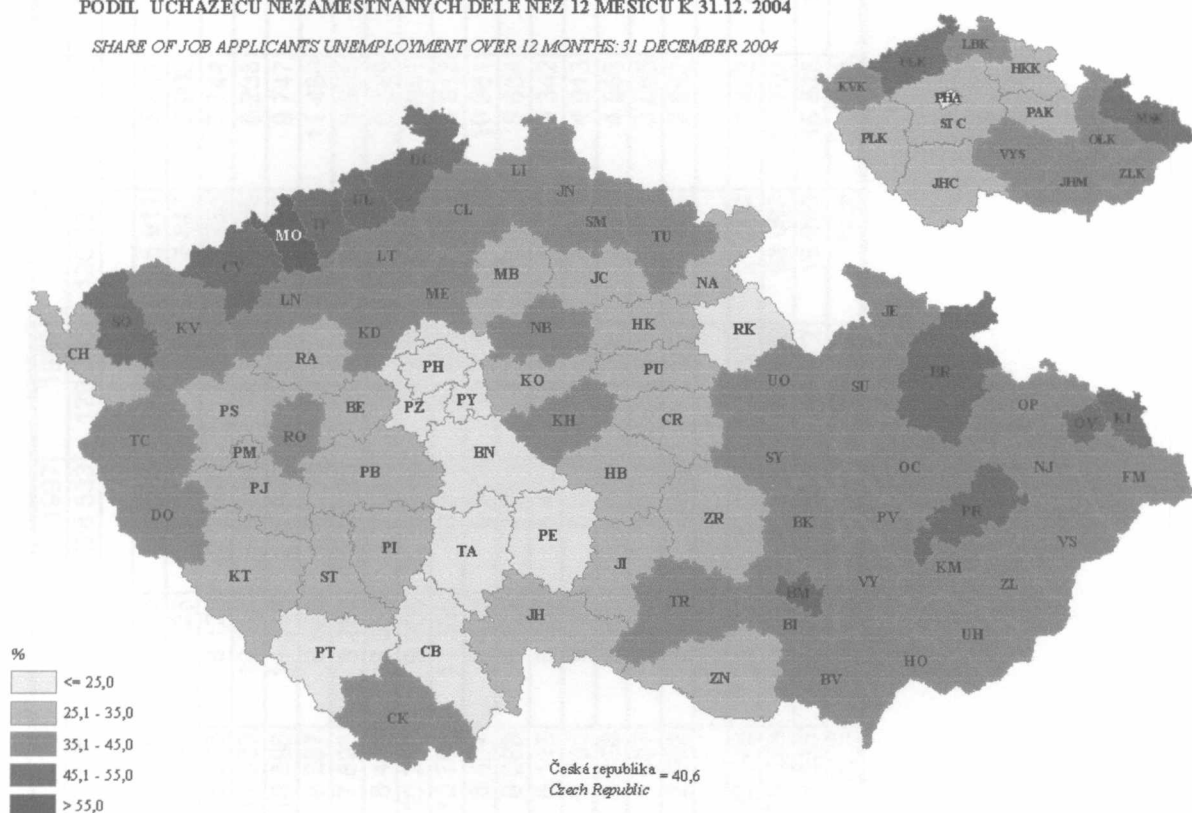 PODÍL UCHAZEČŮ NEZAMĚSTNANÝCH DÉLE NEŽ 12 MĚSÍCŮ K 31.12. 2004
SHARE OF JOB APPLICANTS UNEMPLOYMENT OVER 12 MONTHS: 31 DECEMBER 2004
LBK
HKK
KVK
PHA
PAK
STC
PLK
OLK
VYS
ZLK
JHM
JHC
LI
JN
CL
SM
TU
MO
LT
MB
JC
NA
LN
ME
SO
KV
KD
NB
HK
RK
JE
CH
RA
PH
KO
PU
UO
SU
BR
PS
BE
PZ
PY
KH
CR
OP
OV
KI
TC
RO
PM
BN
PB
HB
SY
OC
NJ
FM
PJ
DO
ZR
BK
PV
PR
PI
TA
PE
VS
KT
ST
JI
KM
VY
ZL
BM
TR
BI
JH
UH
PT
CB
HO
ZN
BV
CK
%
<= 25,0
25,1 - 35,0
35,1 - 45,0
45,1 - 55,0
> 55,0
Česká republika = 40,6
Czech Republic